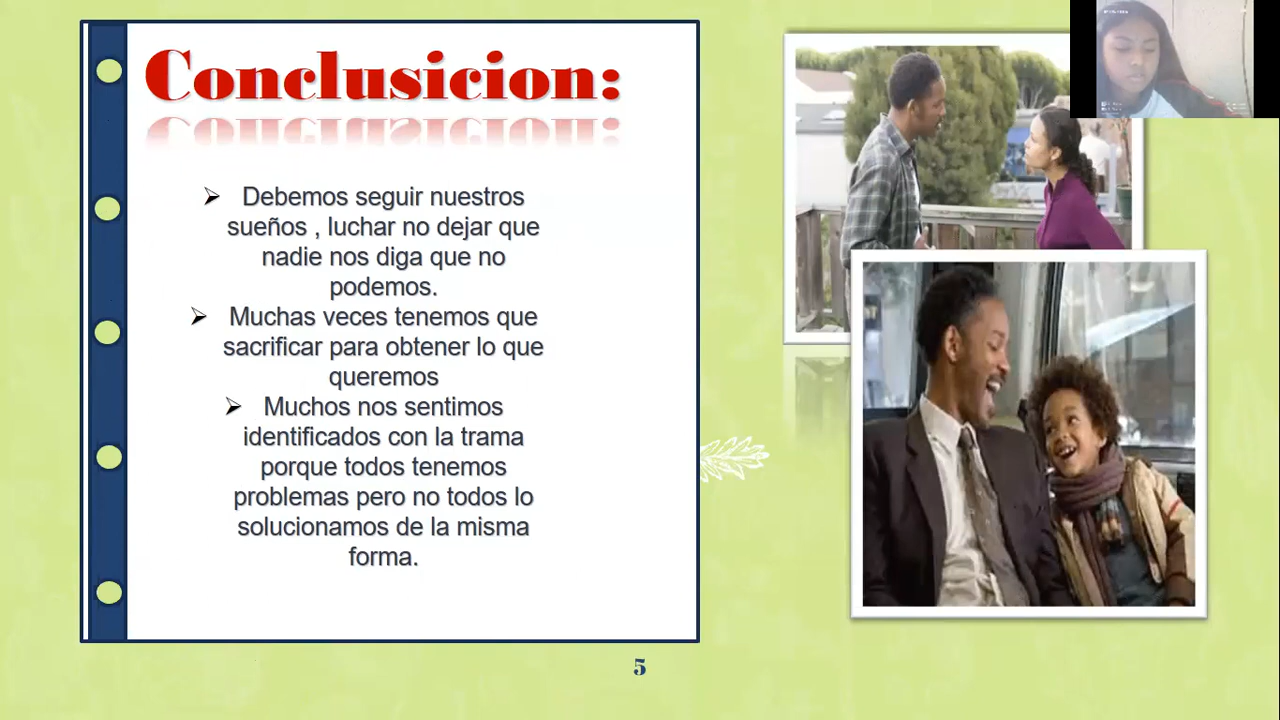 Conclusicion:
➢ Debemos seguir nuestros
sueños , luchar no dejar que
nadie nos diga que no
podemos.
➢ Muchas veces tenemos que
sacrificar para obtener lo que
queremos
➢ Muchos nos sentimos
identificados con la trama
porque todos tenemos
problemas pero no todos lo
solucionamos de la misma
forma.
5